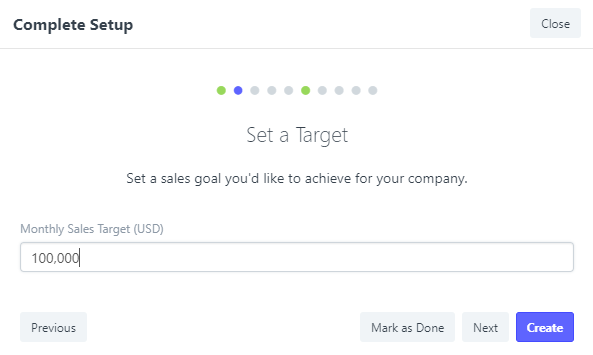 Complete Setup
Close
Set a Target
Set a sales goal you'd like to achieve for your company.
Monthly Sales Target (USD)
100,000
Previous
Mark as Done
Next
Create